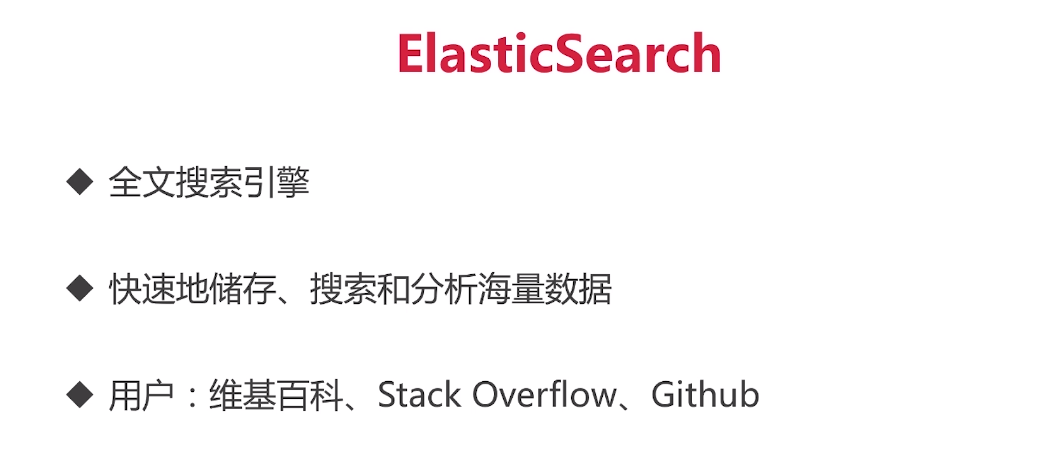 ElasticSearch
◆ 全文搜索引擎
◆ 快速地储存、搜索和分析海量数据
◆ 用户：维基百科、Stack Overflow、Github